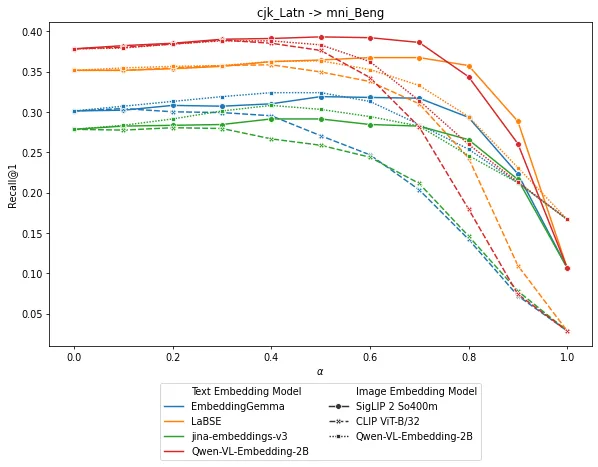 cjk_Latn -> mni_Beng
Recall@1
0.40
0.35
0.30
0.25
0.20
0.15
0.10
0.05
0.0 0.2 0.4 0.6 0.8 1.0
α
Text Embedding Model
EmbeddingGemma
LaBSE
jina-embeddings-v3
Qwen-VL-Embedding-2B
Image Embedding Model
SigLIP 2 So400m
CLIP ViT-B/32
Qwen-VL-Embedding-2B